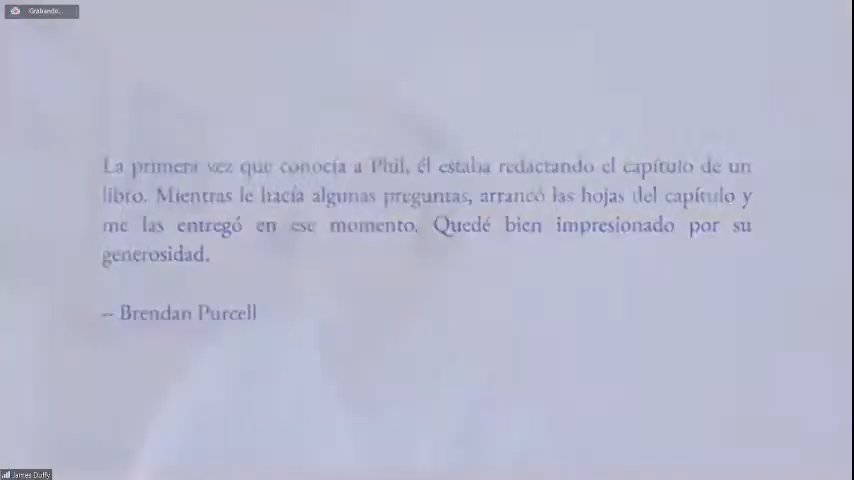 Grabando...
La primera vez que conocía a Phil, él estaba redactando el capítulo de un
libro. Mientras le hacía algunas preguntas, arrancó las hojas del capítulo y
me las entregó en ese momento. Quedé bien impresionado por su
generosidad.
– Brendan Purcell
James Duffy